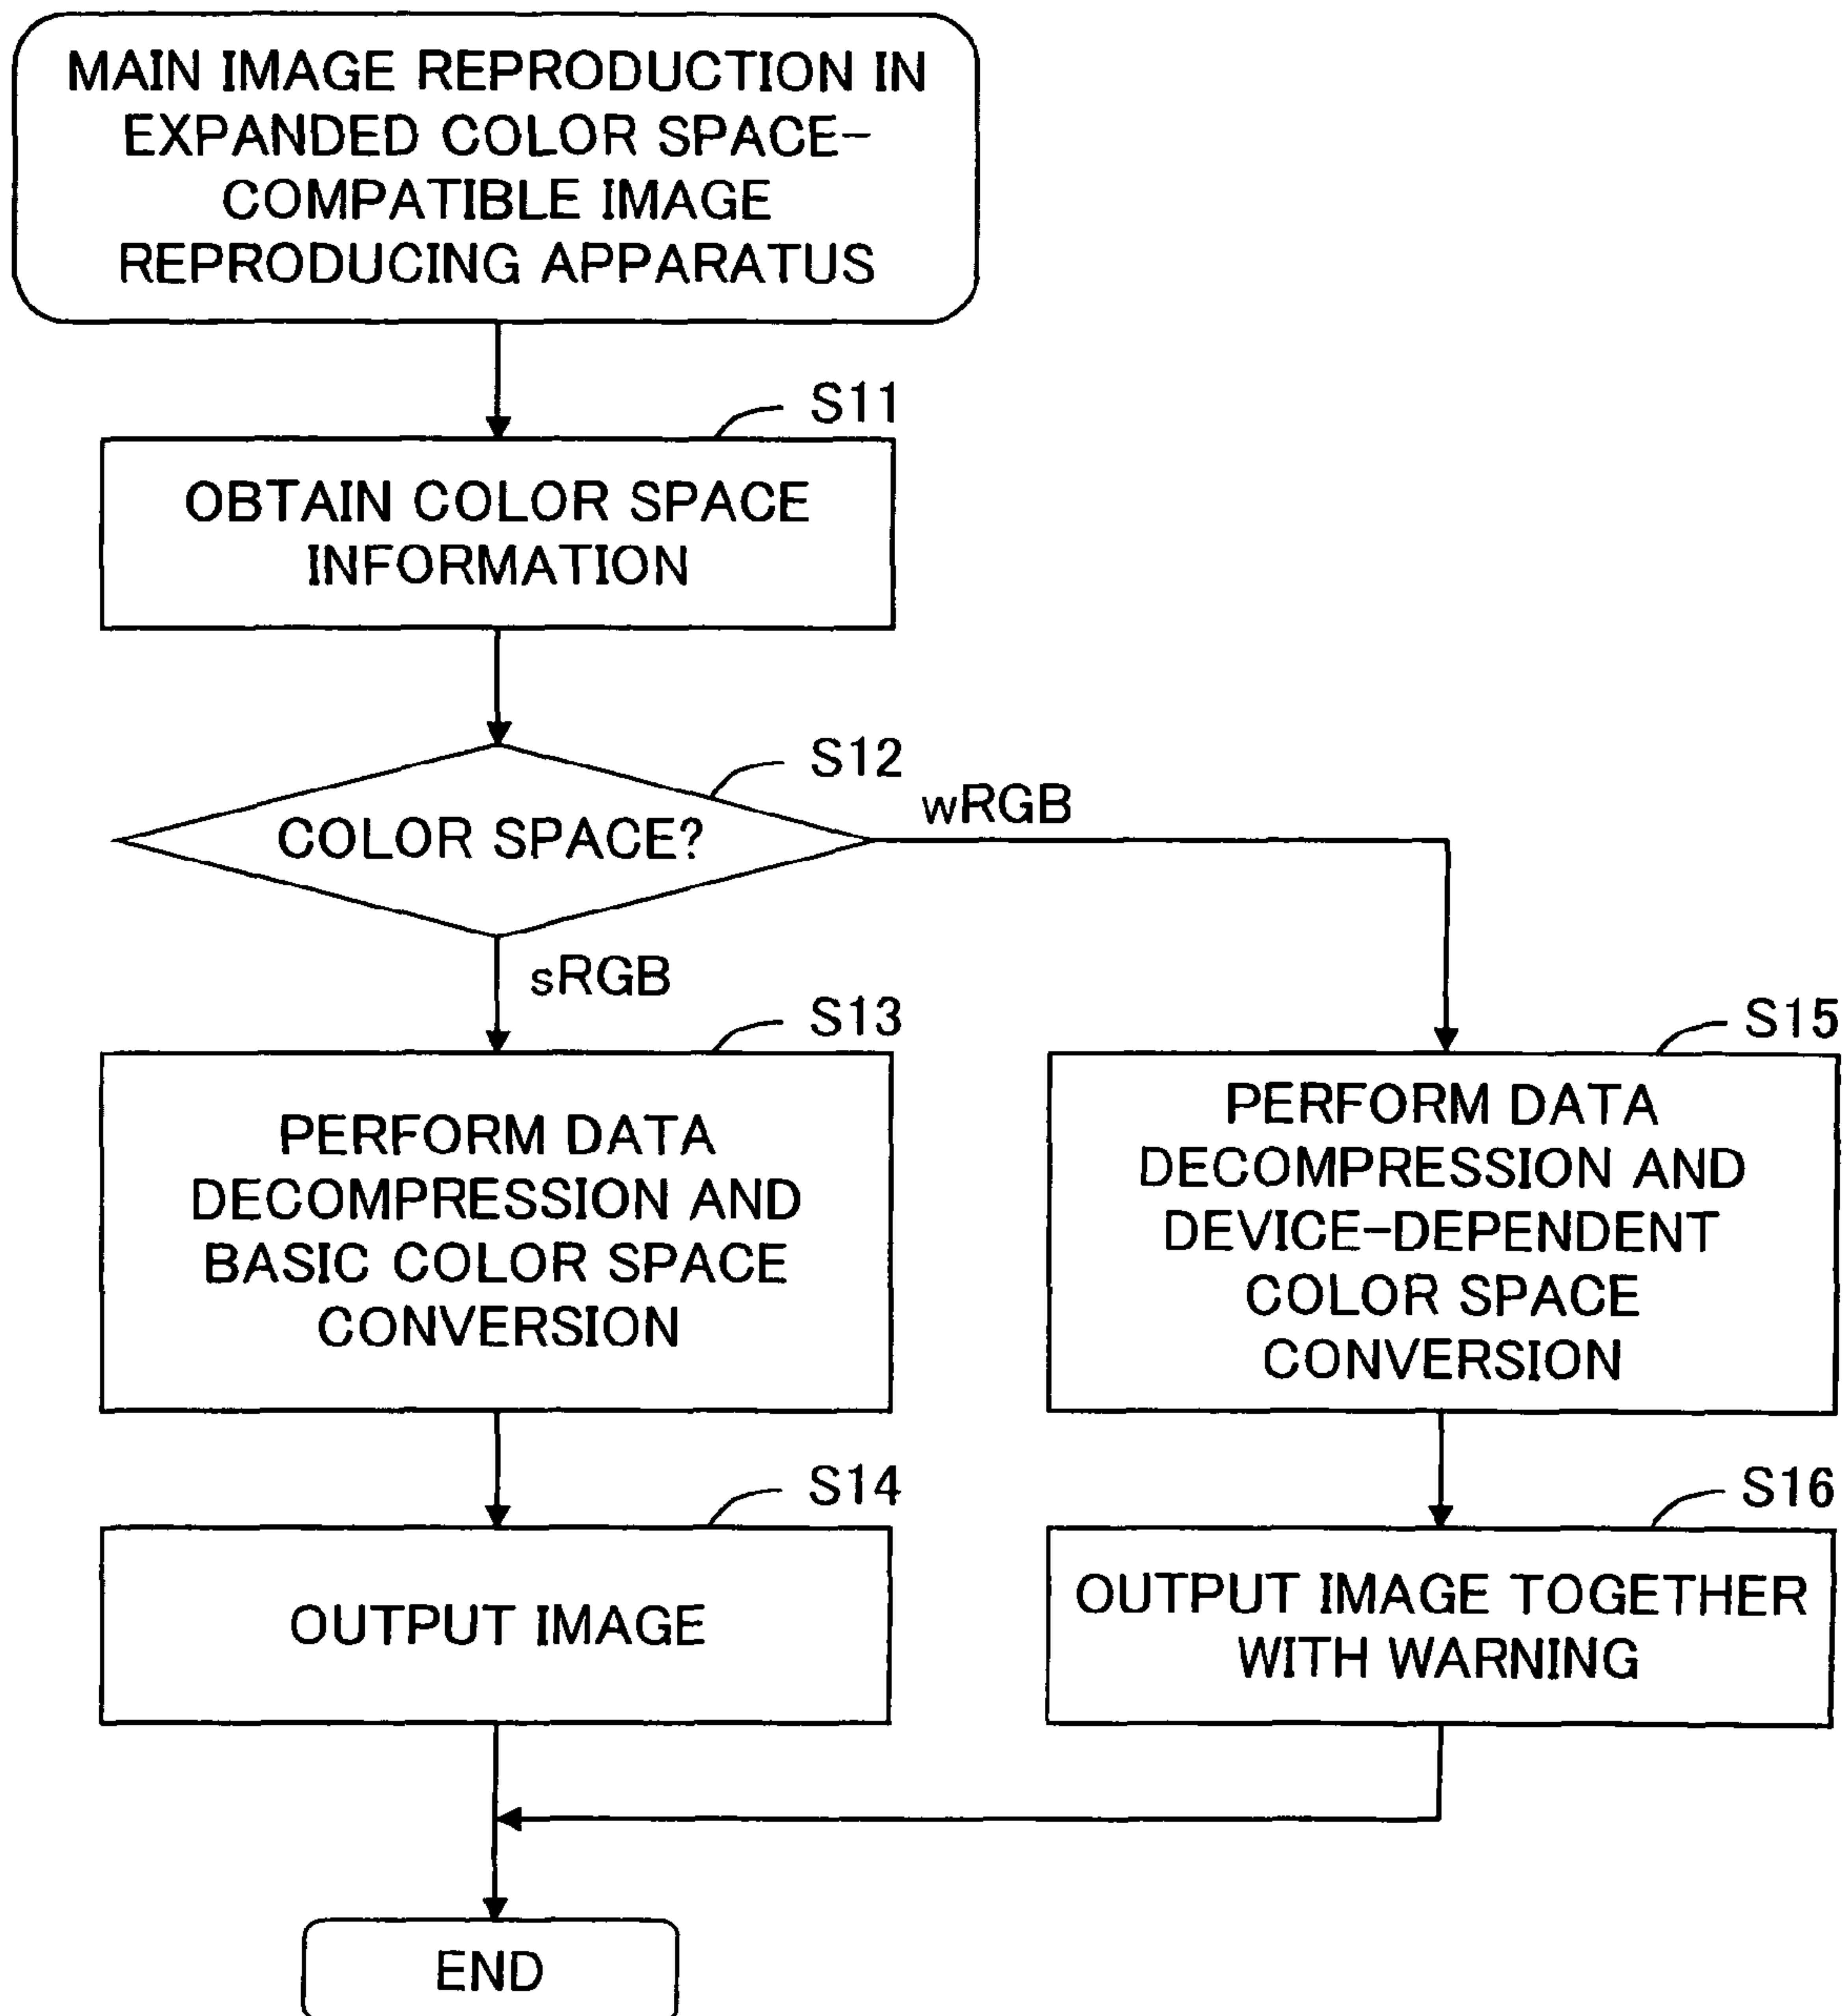 MAIN IMAGE REPRODUCTION IN
EXPANDED COLOR SPACE-
COMPATIBLE IMAGE
REPRODUCING APPARATUS
S11
OBTAIN COLOR SPACE
INFORMATION
S12
COLOR SPACE?
wRGB
sRGB
S13
PERFORM DATA
DECOMPRESSION AND
BASIC COLOR SPACE
CONVERSION
S15
PERFORM DATA
DECOMPRESSION AND
DEVICE-DEPENDENT
COLOR SPACE
CONVERSION
S14
OUTPUT IMAGE
S16
OUTPUT IMAGE TOGETHER
WITH WARNING
END